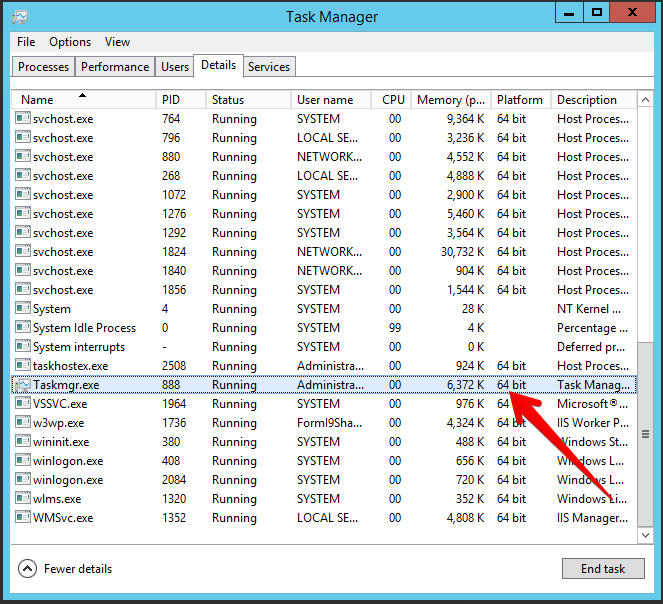 Task Manager
File Options View
Processes Performance Users Details Services
Name PID Status User name CPU Memory (p... Platform Description
svchost.exe 764 Running SYSTEM 00 9,364 K 64 bit Host Proces...
svchost.exe 796 Running LOCAL SE... 00 3,236 K 64 bit Host Proces...
svchost.exe 880 Running NETWORK... 00 4,552 K 64 bit Host Proces...
svchost.exe 268 Running LOCAL SE... 00 4,888 K 64 bit Host Proces...
svchost.exe 1072 Running SYSTEM 00 2,900 K 64 bit Host Proces...
svchost.exe 1276 Running SYSTEM 00 5,460 K 64 bit Host Proces...
svchost.exe 1292 Running SYSTEM 00 3,564 K 64 bit Host Proces...
svchost.exe 1824 Running NETWORK... 00 30,732 K 64 bit Host Proces...
svchost.exe 1840 Running NETWORK... 00 904 K 64 bit Host Proces...
svchost.exe 1856 Running SYSTEM 00 1,544 K 64 bit Host Proces...
System 4 Running SYSTEM 00 28 K NT Kernel ...
System Idle Process 0 Running SYSTEM 99 4 K Percentage ...
System interrupts - Running SYSTEM 00 0 K Deferred pr...
taskhostex.exe 2508 Running Administra... 00 924 K 64 bit Host Proces...
Taskmgr.exe 888 Running Administra... 00 6,372 K 64 bit Task Manag...
VSSVC.exe 1964 Running SYSTEM 00 976 K 64 Microsoft® ...
w3wp.exe 1736 Running FormI9Sha... 00 4,324 K 64 bit IIS Worker P...
wininit.exe 380 Running SYSTEM 00 488 K 64 bit Windows St...
winlogon.exe 408 Running SYSTEM 00 656 K 64 bit Windows L...
winlogon.exe 2084 Running SYSTEM 00 720 K 64 bit Windows L...
wlms.exe 1320 Running SYSTEM 00 352 K 64 bit Windows Li...
WMSvc.exe 1352 Running LOCAL SE... 00 4,808 K 64 bit IIS Manager...
Fewer details End task